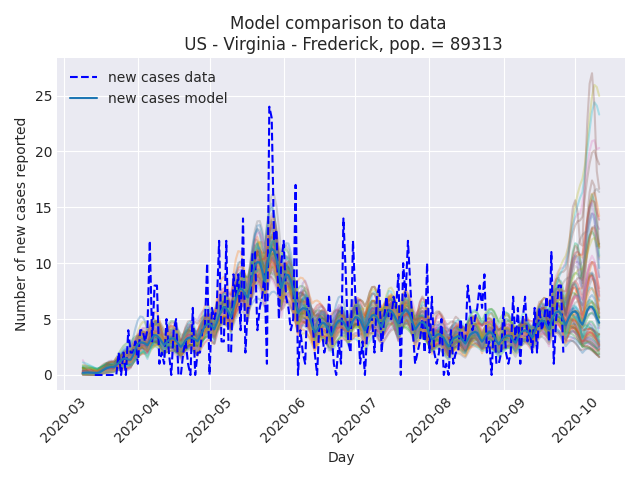 Model comparison to data
US - Virginia - Frederick, pop. = 89313
new cases data
new cases model
Number of new cases reported
25
20
15
10
5
0
2020-03
2020-04
2020-05
2020-06
2020-07
2020-08
2020-09
2020-10
Day